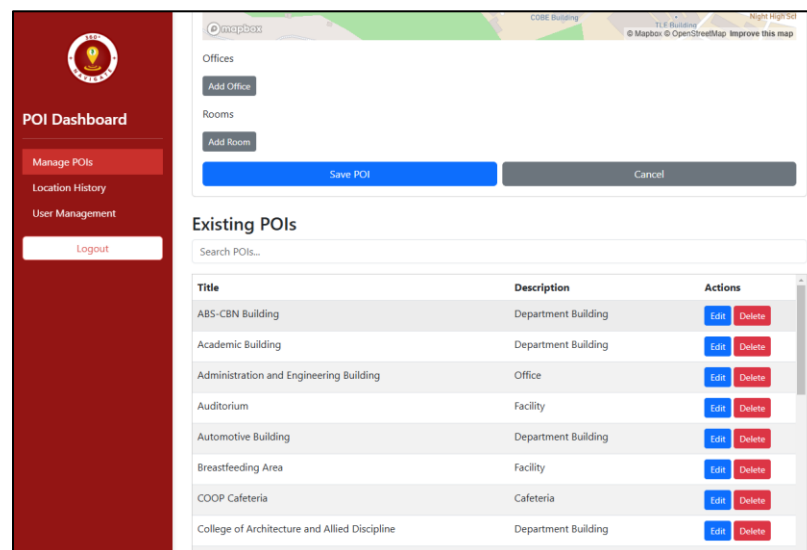 360°
NAVIGATE
POI Dashboard
Manage POIs
Location History
User Management
Logout
mapbox
COBE Building
TLE Building
Night High Scl
© Mapbox © OpenStreetMap Improve this map
Offices
Add Office
Rooms
Add Room
Save POI Cancel
Existing POIs
Search POIs...
Title Description Actions
ABS-CBN Building Department Building Edit Delete
Academic Building Department Building Edit Delete
Administration and Engineering Building Office Edit Delete
Auditorium Facility Edit Delete
Automotive Building Department Building Edit Delete
Breastfeeding Area Facility Edit Delete
COOP Cafeteria Cafeteria Edit Delete
College of Architecture and Allied Discipline Department Building Edit Delete